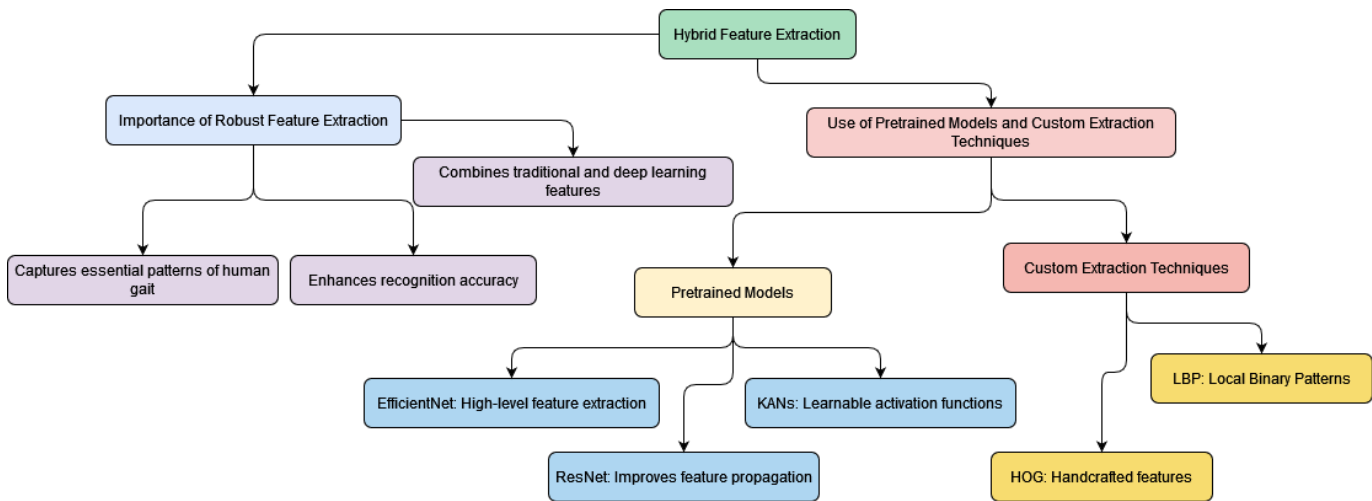 Hybrid Feature Extraction
Importance of Robust Feature Extraction
Use of Pretrained Models and Custom Extraction
Techniques
Combines traditional and deep learning
features
Captures essential patterns of human
gait
Enhances recognition accuracy
Custom Extraction Techniques
Pretrained Models
LBP: Local Binary Patterns
EfficientNet: High-level feature extraction
KANs: Learnable activation functions
ResNet: Improves feature propagation
HOG: Handcrafted features